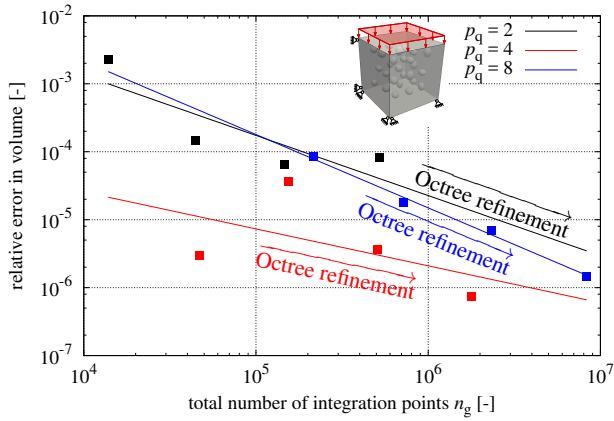 10^-2
10^-3
10^-4
10^-5
10^-6
10^-7
relative error in volume [-]
p_q = 2
p_q = 4
p_q = 8
Octree refinement
Octree refinement
Octree refinement
10^4 10^5 10^6 10^7
total number of integration points n_g [-]